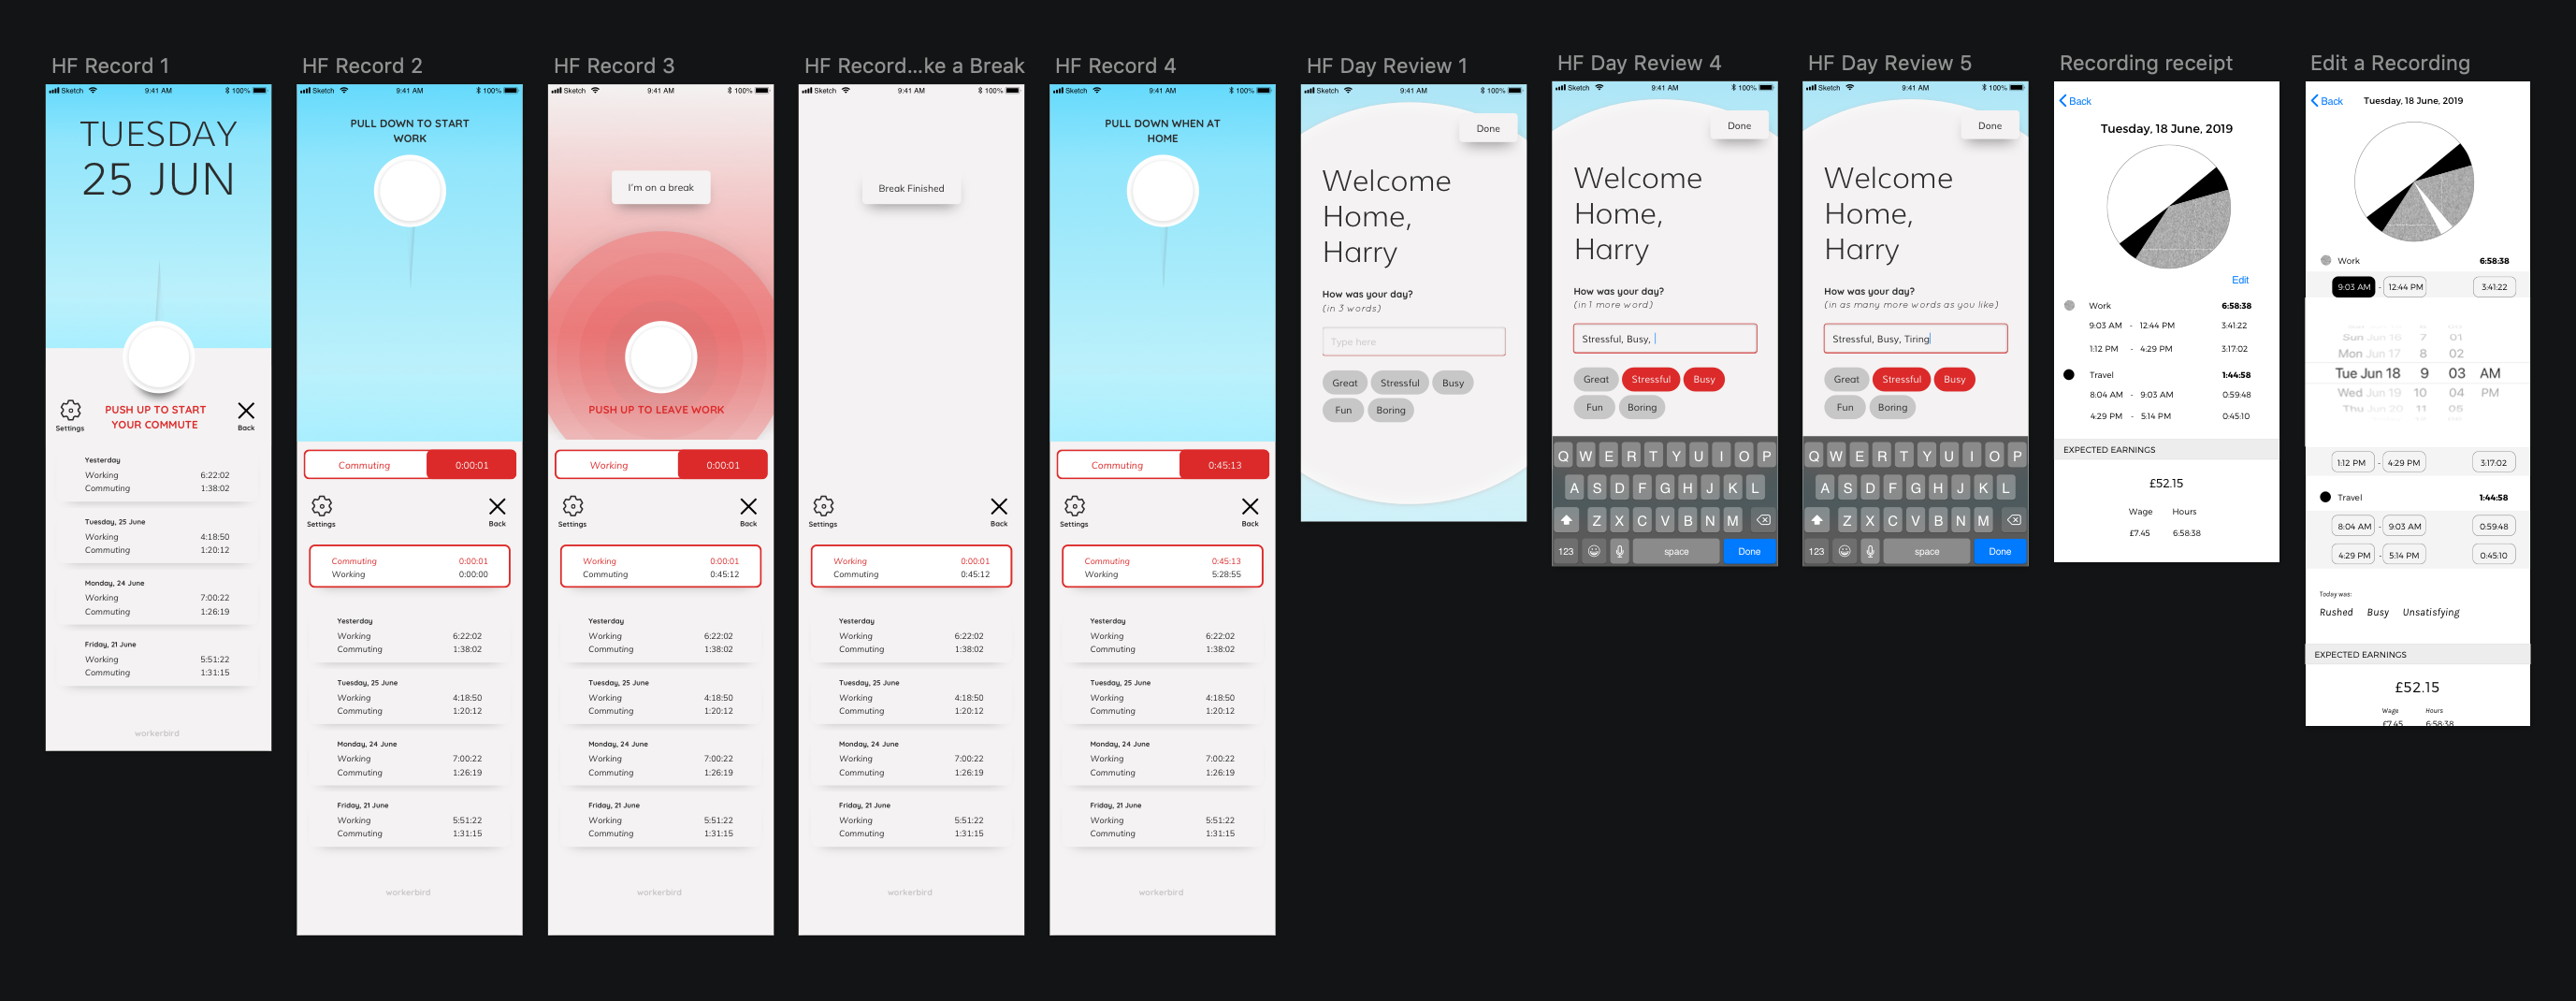 HF Record 1
Sketch 9:41 AM 100%
TUESDAY
25 JUN
PUSH UP TO START
YOUR COMMUTE
Settings
Back
Yesterday
Working 6:22:02
Commuting 1:38:02
Tuesday, 25 June
Working 4:18:50
Commuting 1:20:12
Monday, 24 June
Working 7:00:22
Commuting 1:26:19
Friday, 21 June
Working 5:51:22
Commuting 1:31:15
workerbird
HF Record 2
Sketch 9:41 AM 100%
PULL DOWN TO START
WORK
Commuting 0:00:01
Settings
Back
Commuting 0:00:01
Working 0:00:00
Yesterday
Working 6:22:02
Commuting 1:38:02
Tuesday, 25 June
Working 4:18:50
Commuting 1:20:12
Monday, 24 June
Working 7:00:22
Commuting 1:26:19
Friday, 21 June
Working 5:51:22
Commuting 1:31:15
workerbird
HF Record 3
Sketch 9:41 AM 100%
I'm on a break
PUSH UP TO LEAVE WORK
Working 0:00:01
Settings
Back
Working 0:00:01
Commuting 0:45:12
Yesterday
Working 6:22:02
Commuting 1:38:02
Tuesday, 25 June
Working 4:18:50
Commuting 1:20:12
Monday, 24 June
Working 7:00:22
Commuting 1:26:19
Friday, 21 June
Working 5:51:22
Commuting 1:31:15
workerbird
HF Record...ke a Break
Sketch 9:41 AM 100%
Break Finished
Settings
Back
Working 0:00:01
Commuting 0:45:12
Yesterday
Working 6:22:02
Commuting 1:38:02
Tuesday, 25 June
Working 4:18:50
Commuting 1:20:12
Monday, 24 June
Working 7:00:22
Commuting 1:26:19
Friday, 21 June
Working 5:51:22
Commuting 1:31:15
workerbird
HF Record 4
Sketch 9:41 AM 100%
PULL DOWN WHEN AT
HOME
Commuting 0:45:13
Settings
Back
Commuting 0:45:13
Working 5:28:55
Yesterday
Working 6:22:02
Commuting 1:38:02
Tuesday, 25 June
Working 4:18:50
Commuting 1:20:12
Monday, 24 June
Working 7:00:22
Commuting 1:26:19
Friday, 21 June
Working 5:51:22
Commuting 1:31:15
workerbird
HF Day Review 1
Sketch 9:41 AM 100%
Done
Welcome
Home,
Harry
How was your day?
(in 3 words)
Type here
Great Stressful Busy
Fun Boring
HF Day Review 4
Sketch 9:41 AM 100%
Done
Welcome
Home,
Harry
How was your day?
(in 1 more word)
Stressful, Busy,
Great Stressful Busy
Fun Boring
Q W E R T Y U I O P
A S D F G H J K L
Z X C V B N M
123 space Done
HF Day Review 5
Sketch 9:41 AM 100%
Done
Welcome
Home,
Harry
How was your day?
(in as many more words as you like)
Stressful, Busy, Tiring
Great Stressful Busy
Fun Boring
Q W E R T Y U I O P
A S D F G H J K L
Z X C V B N M
123 space Done
Recording receipt
Back
Tuesday, 18 June, 2019
Edit
Work 6:58:38
9:03 AM - 12:44 PM 3:41:22
1:12 PM - 4:29 PM 3:17:02
Travel 1:44:58
8:04 AM - 9:03 AM 0:59:48
4:29 PM - 5:14 PM 0:45:10
EXPECTED EARNINGS
£52.15
Wage Hours
£7.45 6:58:38
Edit a Recording
Back Tuesday, 18 June, 2019
Work 6:58:38
9:03 AM - 12:44 PM 3:41:22
Sun Jun 16 7 01
Mon Jun 17 8 02
Tue Jun 18 9 03 AM
Wed Jun 19 10 04 PM
Thu Jun 20 11 05
1:12 PM - 4:29 PM 3:17:02
Travel 1:44:58
8:04 AM - 9:03 AM 0:59:48
4:29 PM - 5:14 PM 0:45:10
Today was:
Rushed Busy Unsatisfying
EXPECTED EARNINGS
£52.15
Wage Hours
£7.45 6:58:38